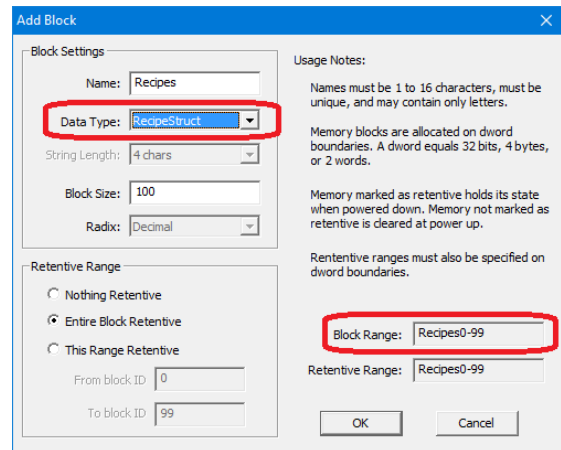 Add Block
Block Settings
Name: Recipes
Data Type: RecipeStruct
String Length: 4 chars
Block Size: 100
Radix: Decimal
Retentive Range
Nothing Retentive
Entire Block Retentive
This Range Retentive
From block ID 0
To block ID 99
Usage Notes:
Names must be 1 to 16 characters, must be
unique, and may contain only letters.
Memory blocks are allocated on dword
boundaries. A dword equals 32 bits, 4 bytes,
or 2 words.
Memory marked as retentive holds its state
when powered down. Memory not marked as
retentive is cleared at power up.
Rententive ranges must also be specified on
dword boundaries.
Block Range: Recipes0-99
Retentive Range: Recipes0-99
OK
Cancel